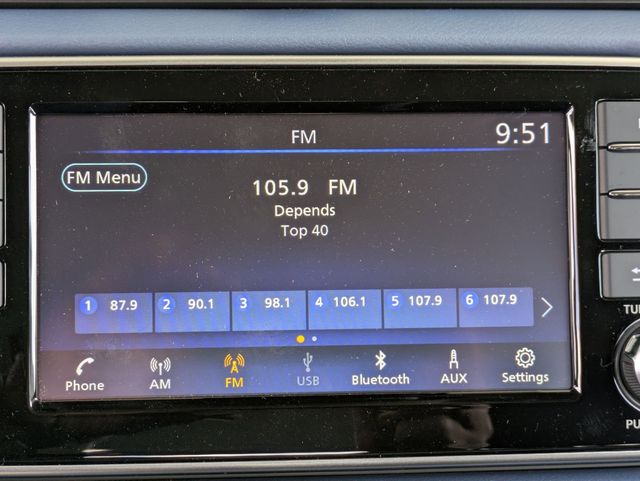 FM 9:51
FM Menu
105.9 FM
Depends
Top 40
1 87.9 2 90.1 3 98.1 4 106.1 5 107.9 6 107.9
Phone AM FM USB Bluetooth AUX Settings